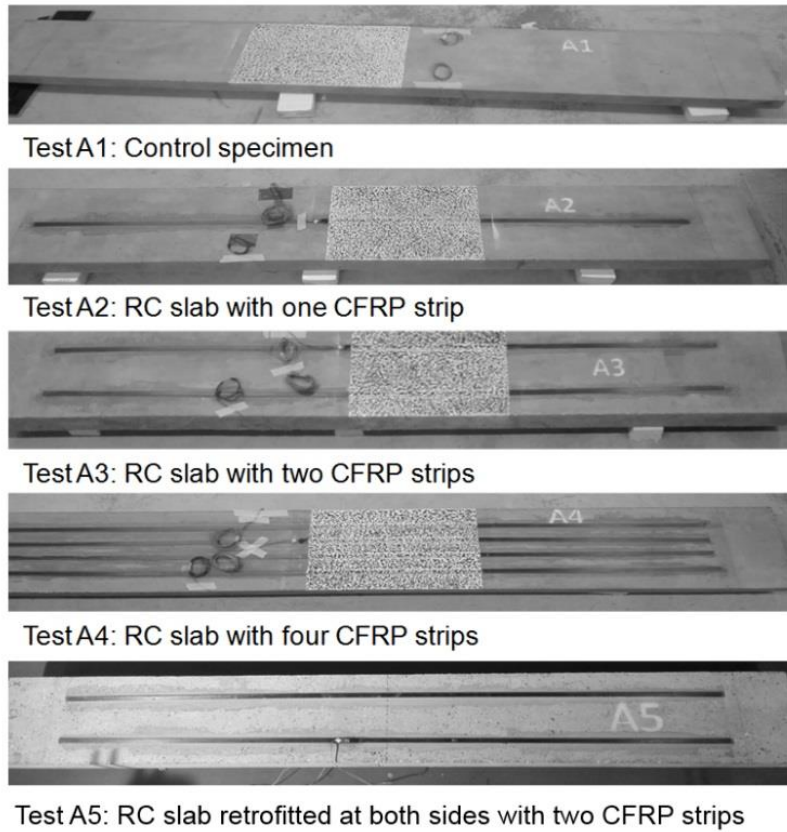 A1
Test A1: Control specimen
A2
Test A2: RC slab with one CFRP strip
A3
Test A3: RC slab with two CFRP strips
A4
Test A4: RC slab with four CFRP strips
A5
Test A5: RC slab retrofitted at both sides with two CFRP strips